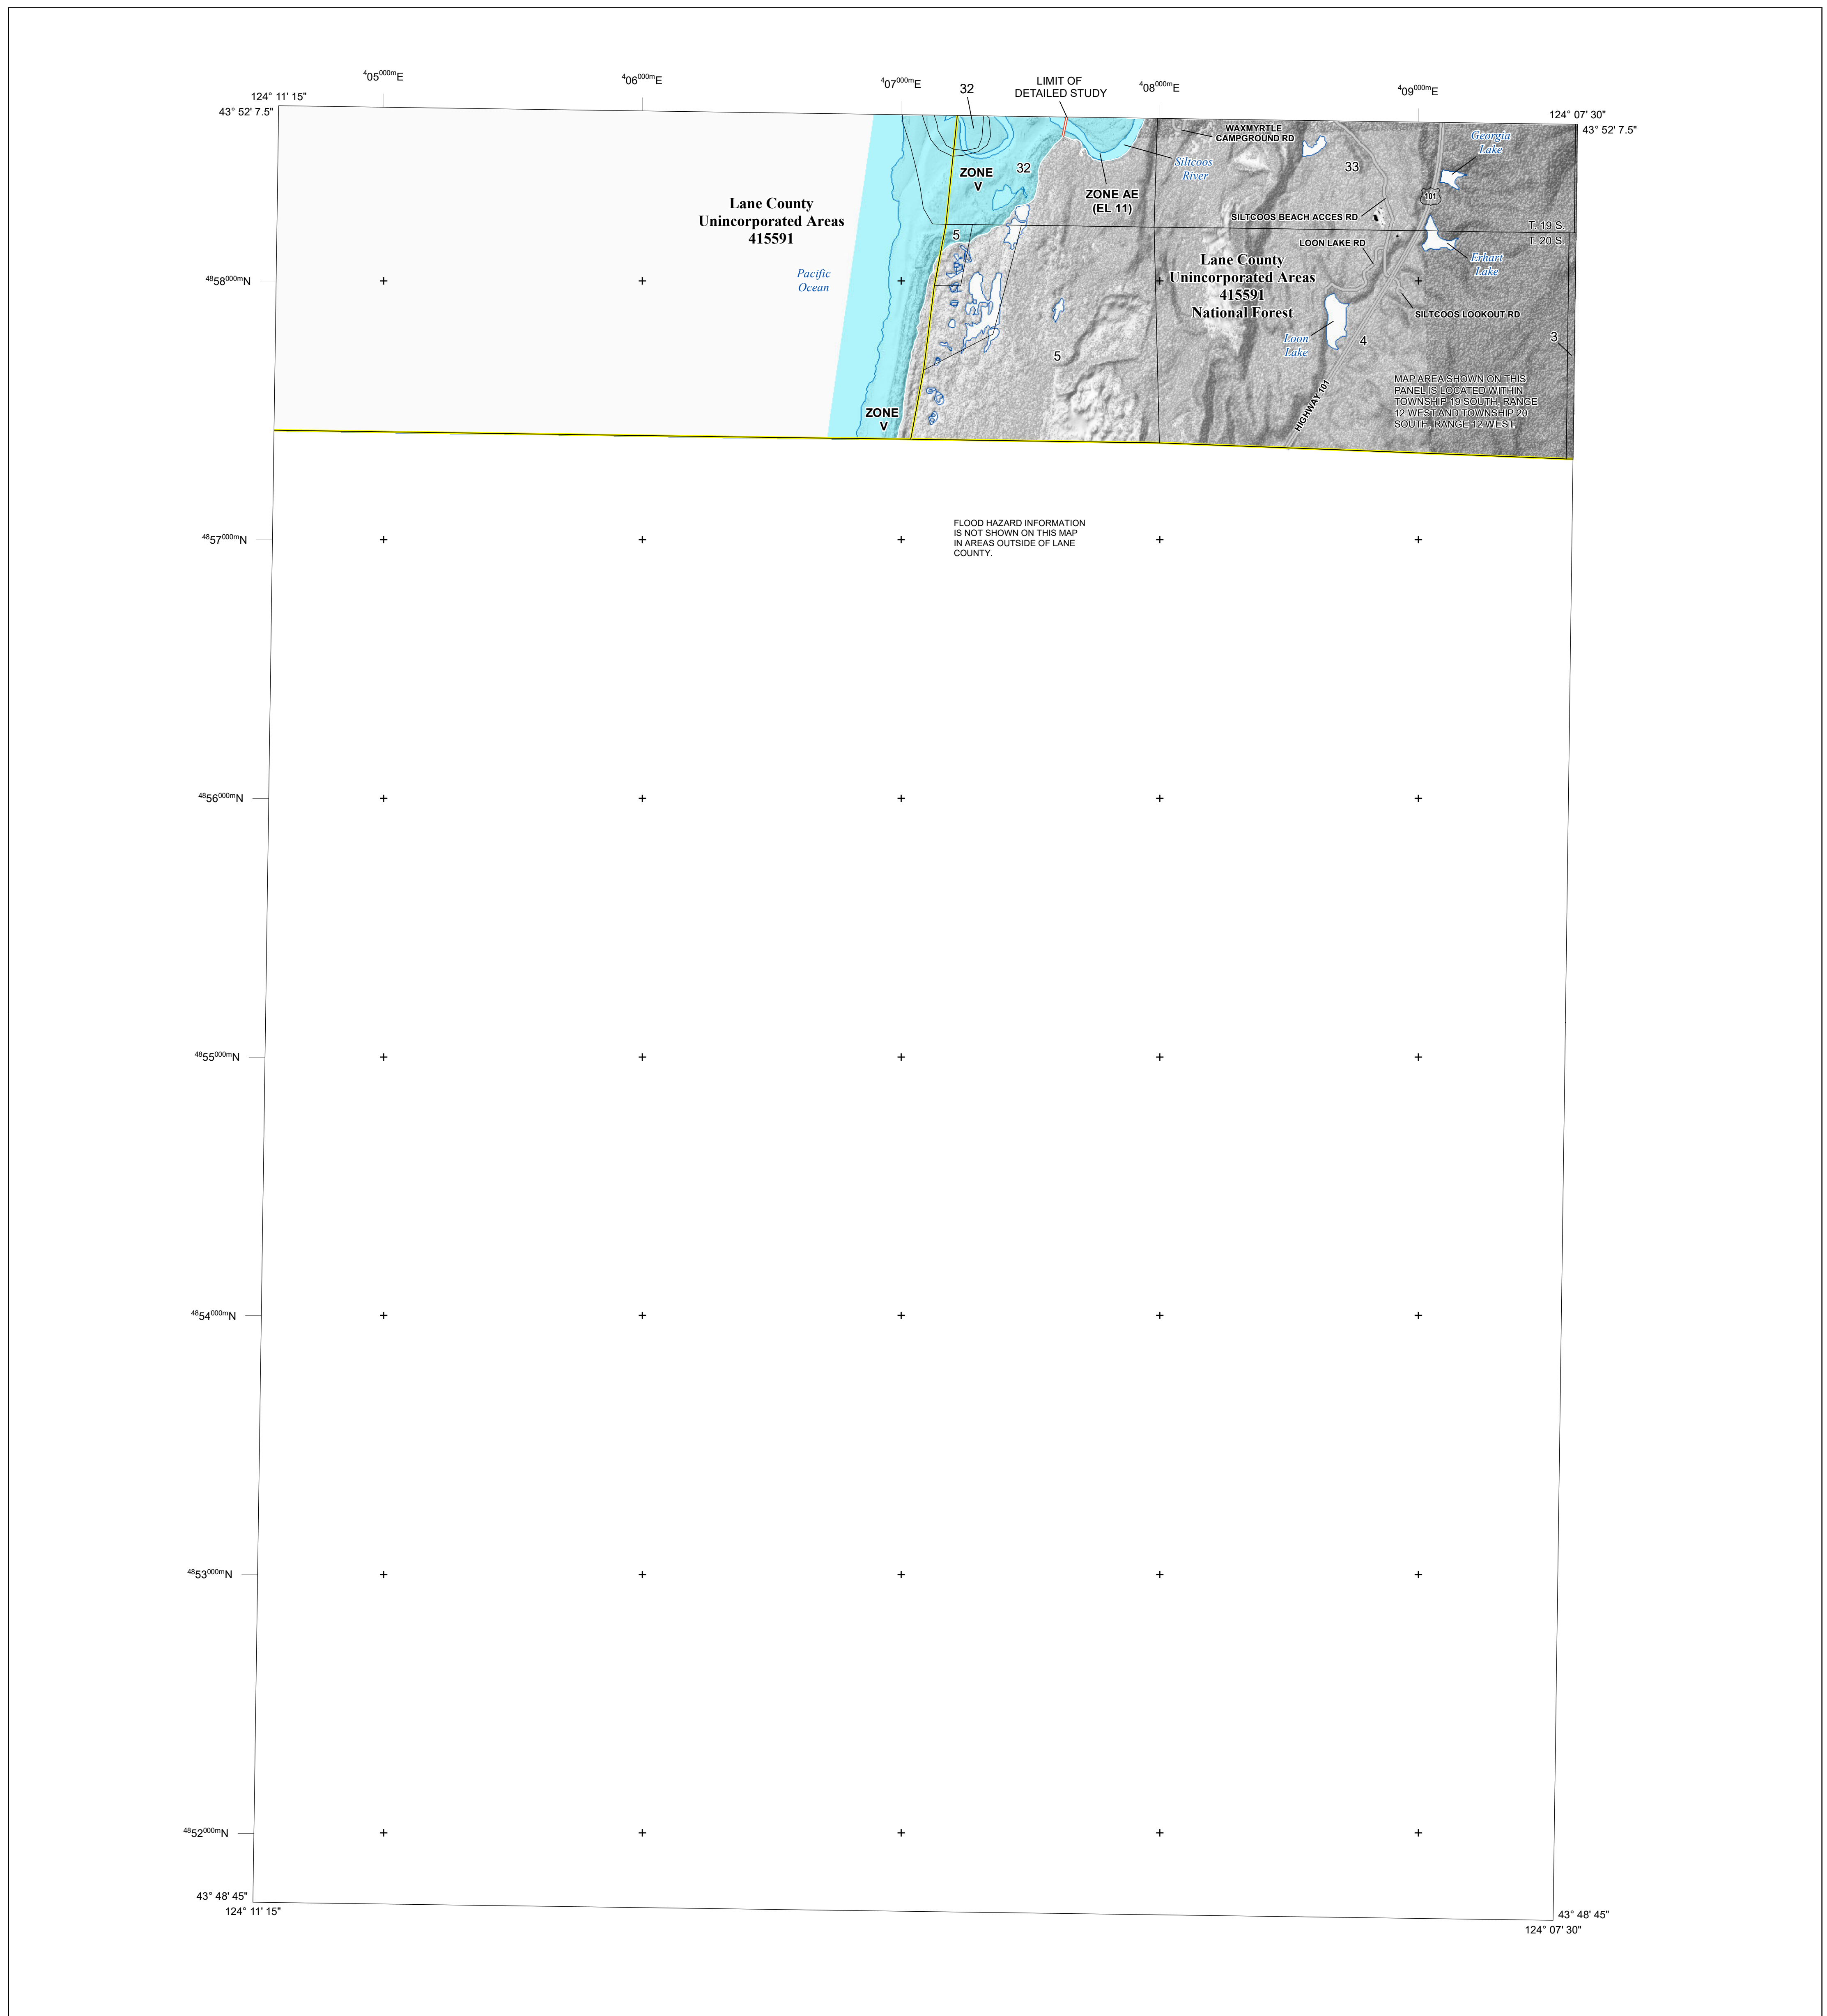 ⁴05⁰⁰⁰ᵐE
⁴06⁰⁰⁰ᵐE
⁴07⁰⁰⁰ᵐE
32
LIMIT OF
DETAILED STUDY
⁴08⁰⁰⁰ᵐE
⁴09⁰⁰⁰ᵐE
124° 11' 15"
43° 52' 7.5"
124° 07' 30"
43° 52' 7.5"
WAXMYRTLE
CAMPGROUND RD
Georgia
Lake
Siltcoos
River
ZONE
V
32
33
ZONE AE
(EL 11)
101
Lane County
Unincorporated Areas
415591
SILTCOOS BEACH ACCES RD
T. 19 S.
T. 20 S.
5
LOON LAKE RD
Lane County
Unincorporated Areas
415591
National Forest
Erhart
Lake
Pacific
Ocean
⁴⁸58⁰⁰⁰ᵐN
SILTCOOS LOOKOUT RD
Loon
Lake
4
3
5
HIGHWAY 101
MAP AREA SHOWN ON THIS
PANEL IS LOCATED WITHIN
TOWNSHIP 19 SOUTH, RANGE
12 WEST AND TOWNSHIP 20
SOUTH, RANGE 12 WEST.
ZONE
V
FLOOD HAZARD INFORMATION
IS NOT SHOWN ON THIS MAP
IN AREAS OUTSIDE OF LANE
COUNTY.
⁴⁸57⁰⁰⁰ᵐN
⁴⁸56⁰⁰⁰ᵐN
⁴⁸55⁰⁰⁰ᵐN
⁴⁸54⁰⁰⁰ᵐN
⁴⁸53⁰⁰⁰ᵐN
⁴⁸52⁰⁰⁰ᵐN
43° 48' 45"
124° 11' 15"
43° 48' 45"
124° 07' 30"